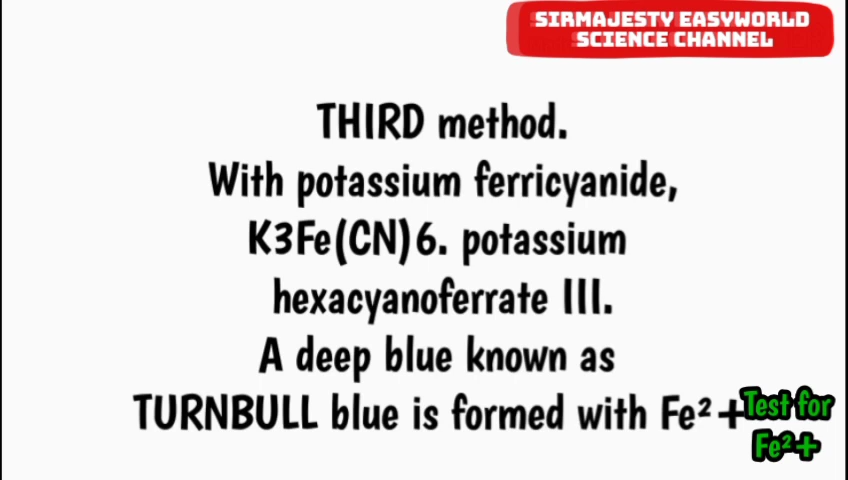 SIRMAJESTY EASYWORLD
SCIENCE CHANNEL
THIRD method.
With potassium ferricyanide,
K3Fe(CN)6. potassium
hexacyanoferrate III.
A deep blue known as
TURNBULL blue is formed with Fe²+
Test for
Fe²+